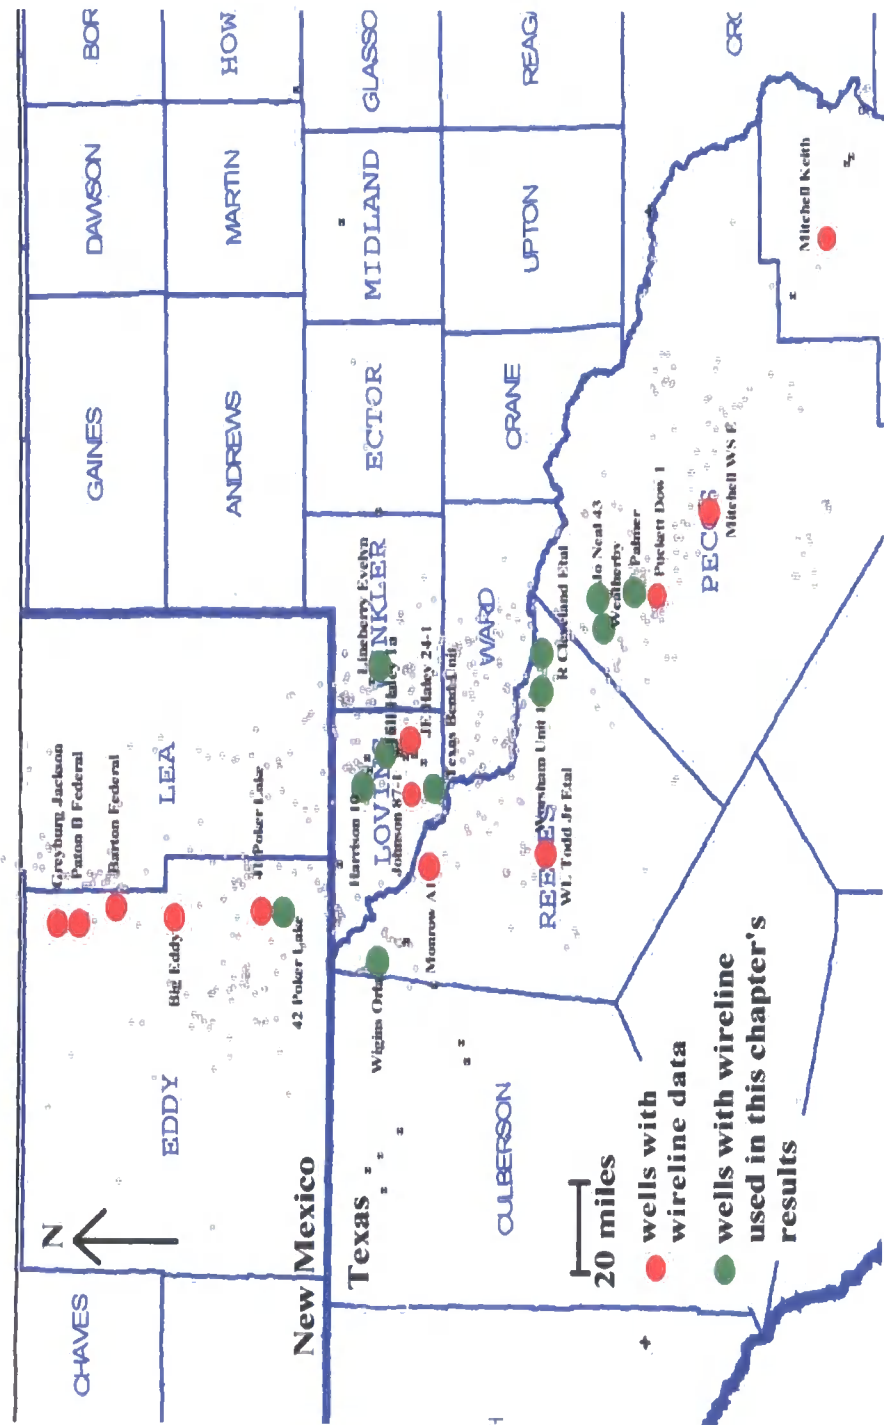 N
CHAVES
EDDY
LEA
GAINES
DAWSON
BOR
ANDREWS
MARTIN
HOW
Greyburg Jackson
Paton B Federal
Barton Federal
Big Eddy
Poker Lake
42 Poker Lake
New Mexico
Texas
Wigins Orla
Harrison 10
Johnson 87-1
LOVING
Lineberry Evelyn
WINKLER
JE Haley 24-1
Texas Bend Unit
Monrow A1
ECTOR
MIDLAND
GLASSO
CULBERSON
WARD
CRANE
UPTON
REAG
REEVES
Worsham Unit 1
WL Todd Jr Etal
R Cleveland Etal
Jo Neal 43
Weatherby
Palmer
Puckett Dow 1
PECOS
Mitchell WS E
Mitchell Keith
CRO
20 miles
wells with
wireline data
wells with wireline
used in this chapter's
results